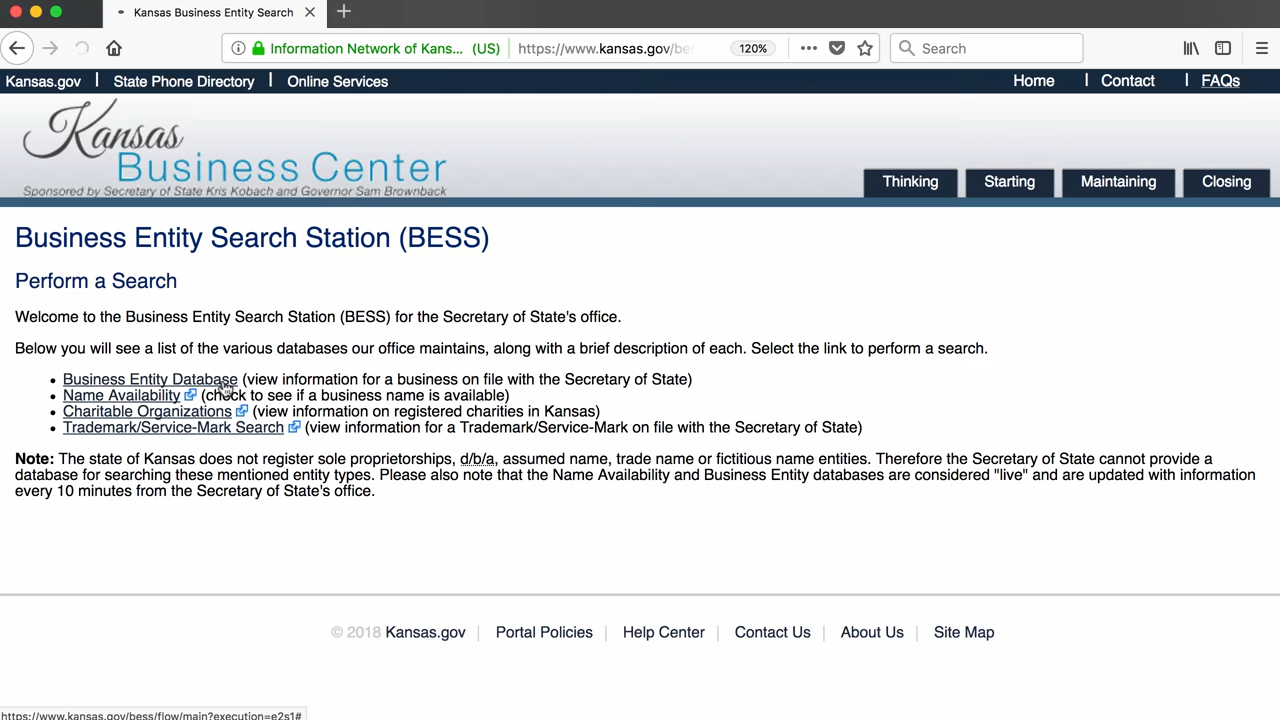 Kansas Business Entity Search
Information Network of Kans... (US) https://www.kansas.gov/be 120% Search
Kansas.gov | State Phone Directory | Online Services Home | Contact | FAQs
Kansas
Business Center
Sponsored by Secretary of State Kris Kobach and Governor Sam Brownback
Thinking Starting Maintaining Closing
Business Entity Search Station (BESS)
Perform a Search
Welcome to the Business Entity Search Station (BESS) for the Secretary of State's office.
Below you will see a list of the various databases our office maintains, along with a brief description of each. Select the link to perform a search.
• Business Entity Database (view information for a business on file with the Secretary of State)
• Name Availability (check to see if a business name is available)
• Charitable Organizations (view information on registered charities in Kansas)
• Trademark/Service-Mark Search (view information for a Trademark/Service-Mark on file with the Secretary of State)
Note: The state of Kansas does not register sole proprietorships, d/b/a, assumed name, trade name or fictitious name entities. Therefore the Secretary of State cannot provide a
database for searching these mentioned entity types. Please also note that the Name Availability and Business Entity databases are considered "live" and are updated with information
every 10 minutes from the Secretary of State's office.
© 2018 Kansas.gov | Portal Policies | Help Center | Contact Us | About Us | Site Map
https://www.kansas.gov/bess/flow/main?execution=e2s1#